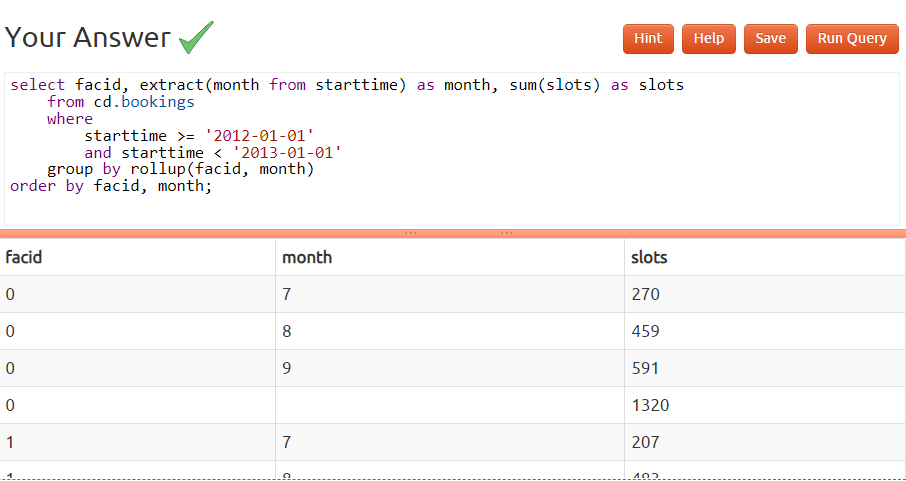 Your Answer
Hint Help Save Run Query
select facid, extract(month from starttime) as month, sum(slots) as slots
from cd.bookings
where
starttime >= '2012-01-01'
and starttime < '2013-01-01'
group by rollup(facid, month)
order by facid, month;
facid month slots
0 7 270
0 8 459
0 9 591
0 1320
1 7 207